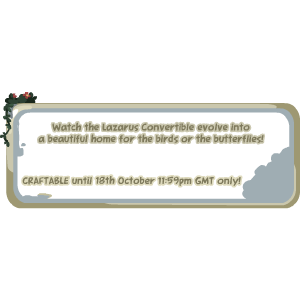 Watch the Lazarus Convertible evolve into
a beautiful home for the birds or the butterflies!
CRAFTABLE until 18th October 11:59pm GMT only!